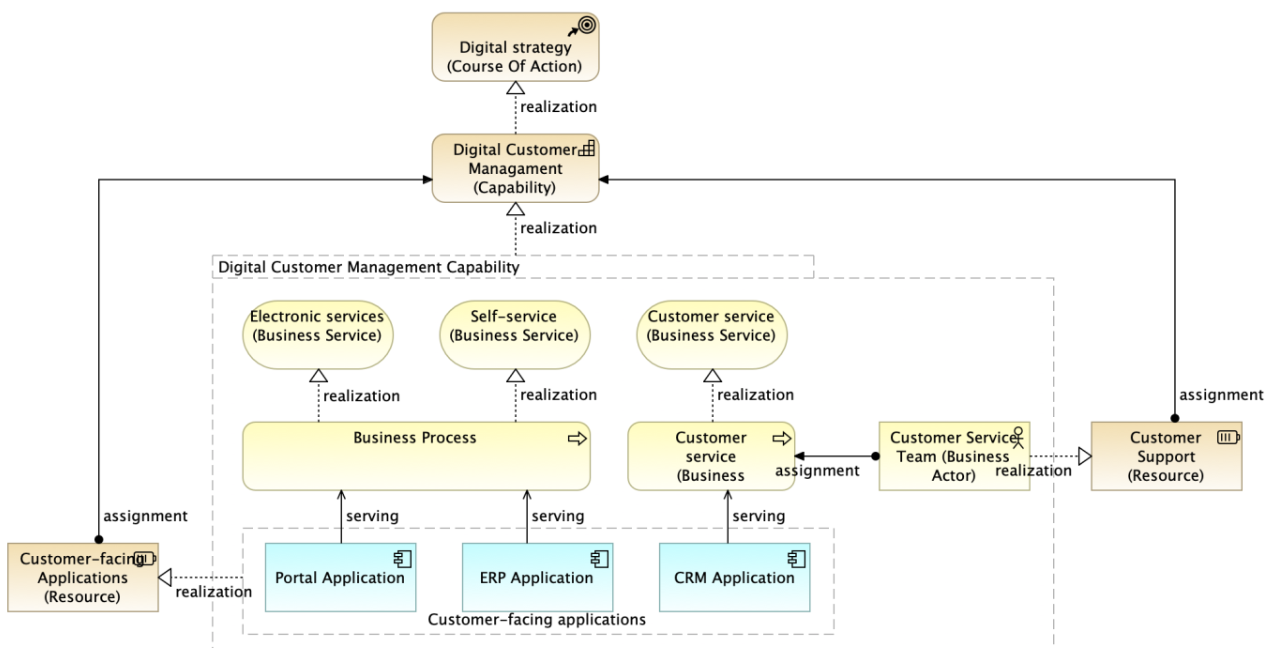 Digital strategy
(Course Of Action)
realization
Digital Customer
Managament
(Capability)
realization
Digital Customer Management Capability
Electronic services
(Business Service)
Self-service
(Business Service)
Customer service
(Business Service)
realization
realization
realization
assignment
Business Process
Customer
service
(Business
assignment
Customer Service
Team (Business
Actor)
realization
Customer
Support
(Resource)
assignment
serving
serving
serving
Customer-facing
Applications
(Resource)
realization
Portal Application
ERP Application
CRM Application
Customer-facing applications